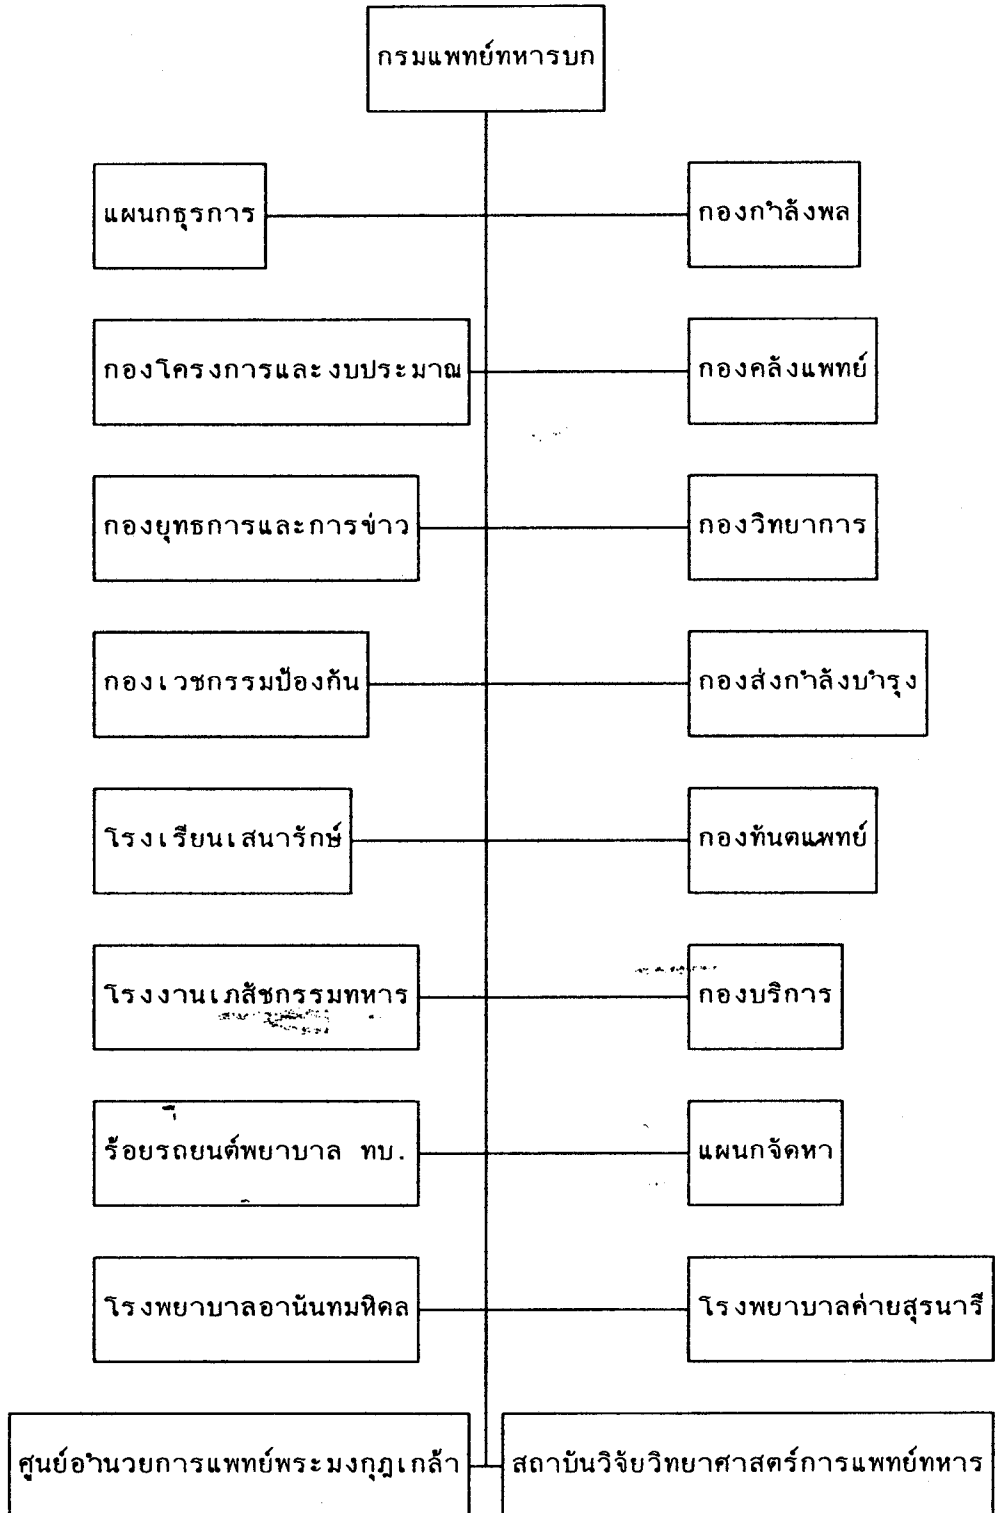 กรมแพทย์ทหารบก
แผนกธุรการ
กองกำลังพล
กองโครงการและงบประมาณ
กองคลังแพทย์
กองยุทธการและการข่าว
กองวิทยาการ
กองเวชกรรมป้องกัน
กองส่งกำลังบำรุง
โรงเรียนเสนารักษ์
กองทันตแพทย์
โรงงานเภสัชกรรมทหาร
กองบริการ
ร้อยรถยนต์พยาบาล ทบ.
แผนกจัดหา
โรงพยาบาลอานันทมหิดล
โรงพยาบาลค่ายสุรนารี
ศูนย์อำนวยการแพทย์พระมงกุฎเกล้า
สถาบันวิจัยวิทยาศาสตร์การแพทย์ทหาร